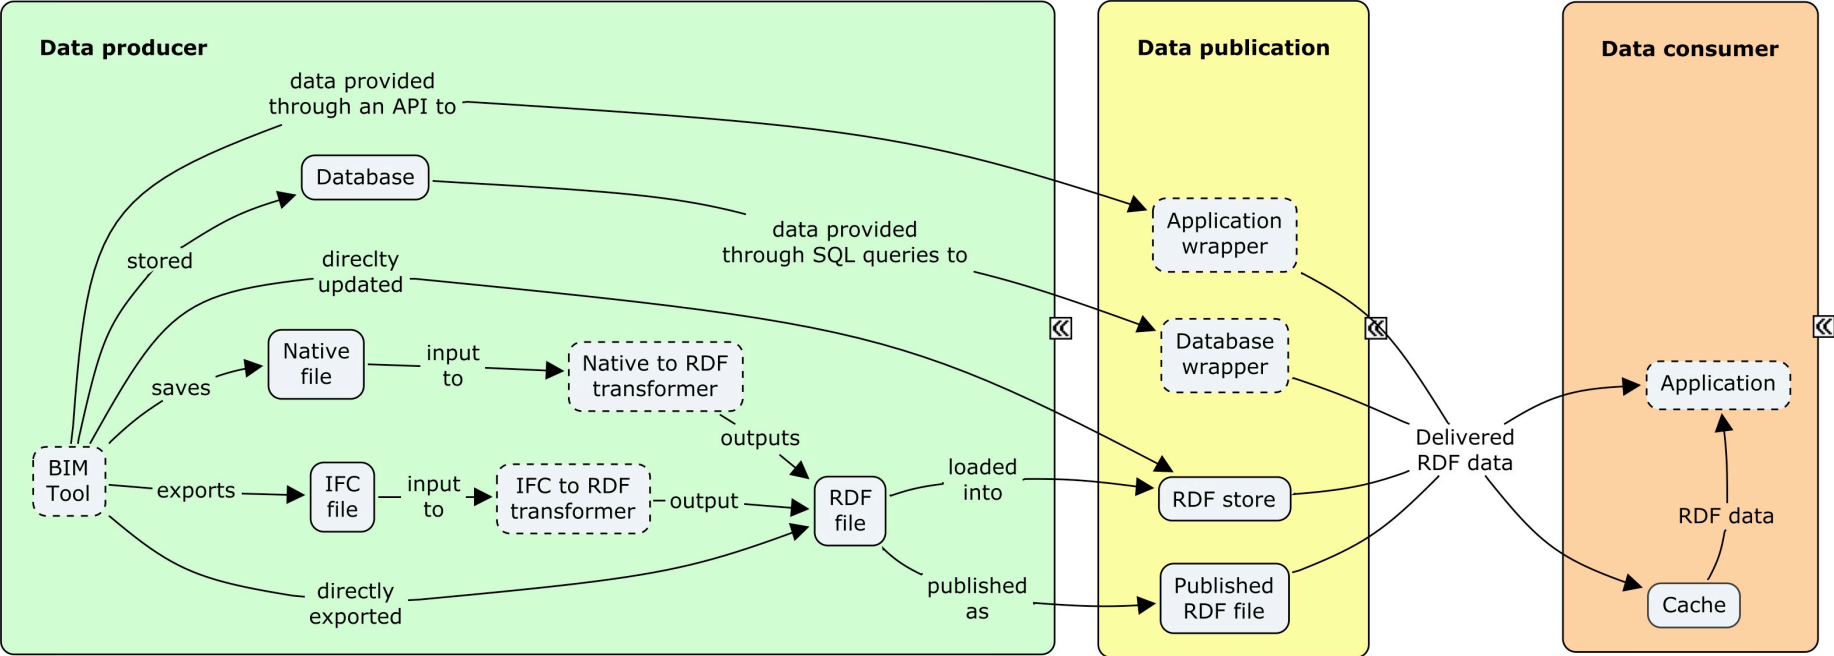 Data producer
data provided
through an API to
Database
stored
data provided
through SQL queries to
direclty
updated
Native
file
input
to
Native to RDF
transformer
saves
outputs
BIM
Tool
exports
IFC
file
input
to
IFC to RDF
transformer
output
RDF
file
loaded
into
directly
exported
published
as
Data publication
Application
wrapper
Database
wrapper
RDF store
Published
RDF file
Delivered
RDF data
Data consumer
Application
RDF data
Cache